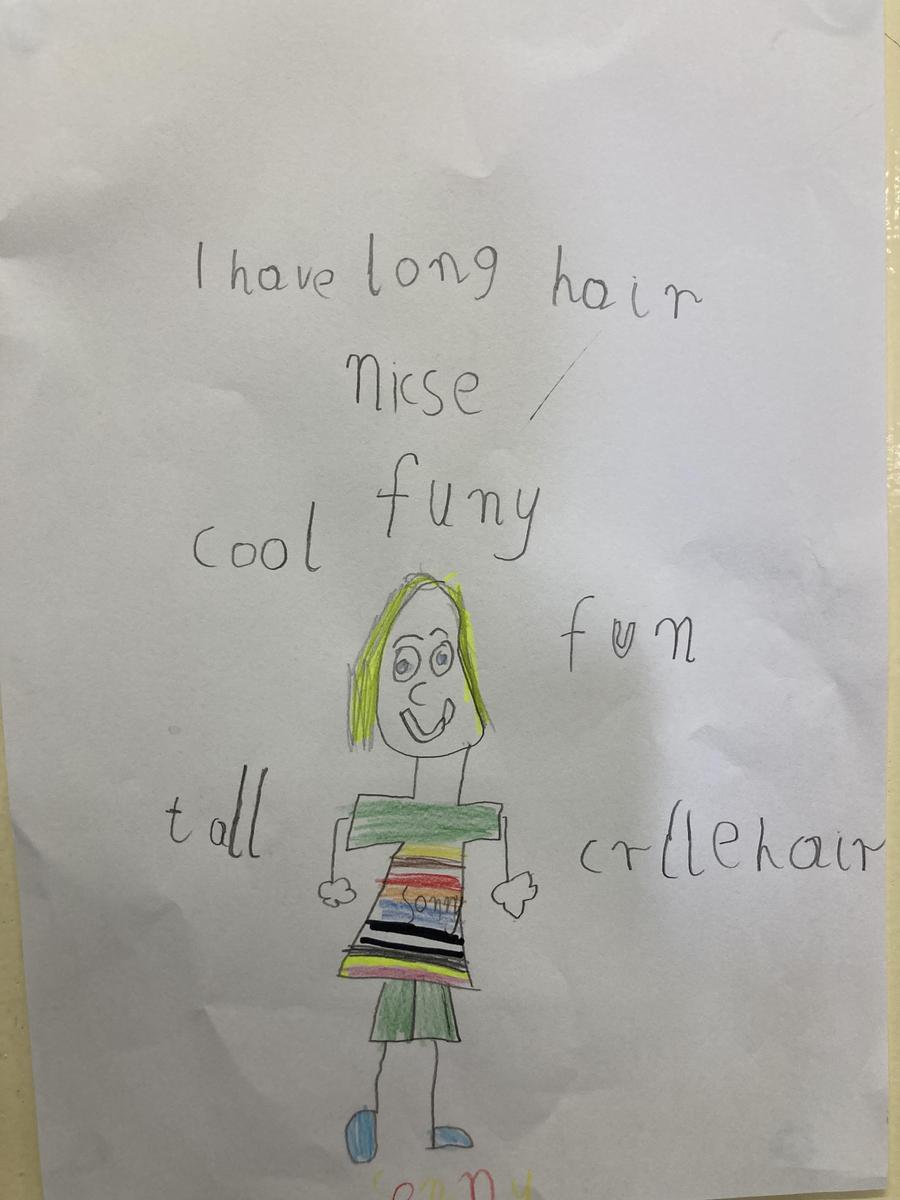 I have long hair
nicse
funy
cool
fun
tall
crllehair